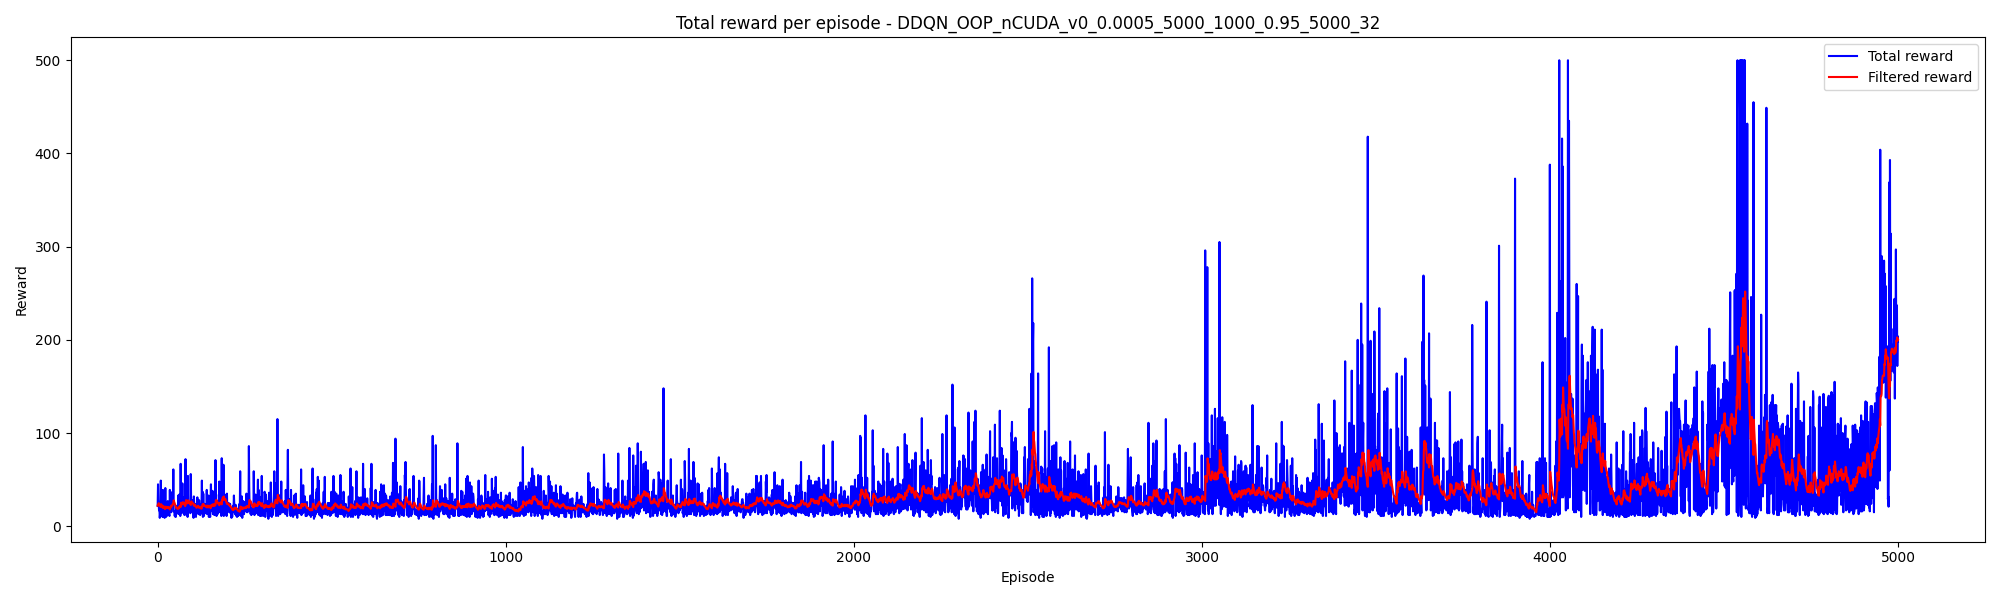 Total reward per episode - DDQN_OOP_nCUDA_v0_0.0005_5000_1000_0.95_5000_32
Total reward
Filtered reward
Reward
500
400
300
200
100
0
0 1000 2000 3000 4000 5000
Episode